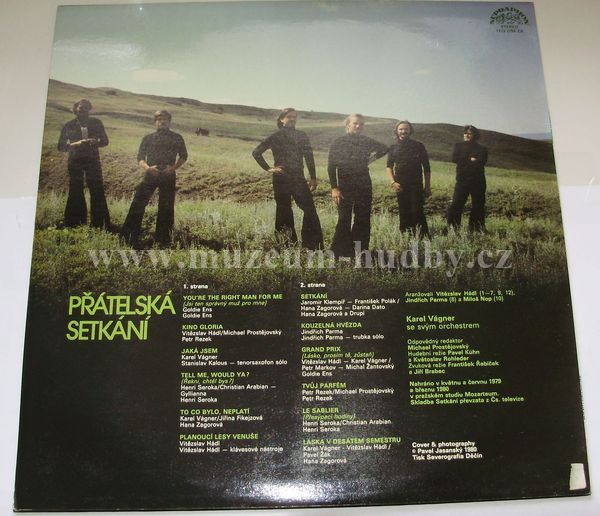 SUPRAPHON
STEREO
www.muzeum-hudby.cz
PŘÁTELSKÁ
SETKÁNÍ
1. strana
YOU'RE THE RIGHT MAN FOR ME
(Jsi ten správný muž pro mne)
Goldie Ens
Goldie Ens
KINO GLORIA
Vítězslav Hádl/Michael Prostějovský
Petr Rezek
JAKÁ JSEM
Karel Vágner
Stanislav Kalous – tenorsaxofon sólo
TELL ME, WOULD YA?
(Řekni, chtěl bys?)
Henri Seroka/Christian Arabian –
Gyllianna
Henri Seroka
TO CO BYLO, NEPLATÍ
Karel Vágner/Jiřina Fikejzová
Hana Zagorová
PLANOUCÍ LESY VENUŠE
Vítězslav Hádl
Vítězslav Hádl – klávesové nástroje
2. strana
SETKÁNÍ
Jaromír Klempíř – František Polák/
Hana Zagorová – Darina Dato
Hana Zagorová a Drupi
KOUZELNÁ HVĚZDA
Jindřich Parma
Jindřich Parma – trubka sólo
GRAND PRIX
(Lásko, prosím tě, zůstaň)
Vítězslav Hádl – Karel Vágner/
Petr Markov – Michal Žantovský
Goldie Ens
TVŮJ PARFÉM
Petr Rezek/Michael Prostějovský
Petr Rezek
LE SABLIER
(Přesýpací hodiny)
Henri Seroka/Christian Arabian
Henri Seroka
LÁSKA V DESÁTÉM SEMESTRU
Karel Vágner - Vítězslav Hádl/
Pavel Žák
Hana Zagorová
Aranžovali Vítězslav Hádl (1–7, 9, 12),
Jindřich Parma (8) a Miloš Nop (10)
Karel Vágner
se svým orchestrem
Odpovědný redaktor
Michael Prostějovský
Hudební režie Pavel Kühn
a Květoslav Rohleder
Zvuková režie František Řebíček
a Jiří Brabec
Nahráno v květnu a červnu 1979
a březnu 1980
v pražském studiu Mozarteum.
Skladba Setkání převzata z Čs. televize
Cover & photography
© Pavel Jasanský 1980
Tisk Severografia Děčín